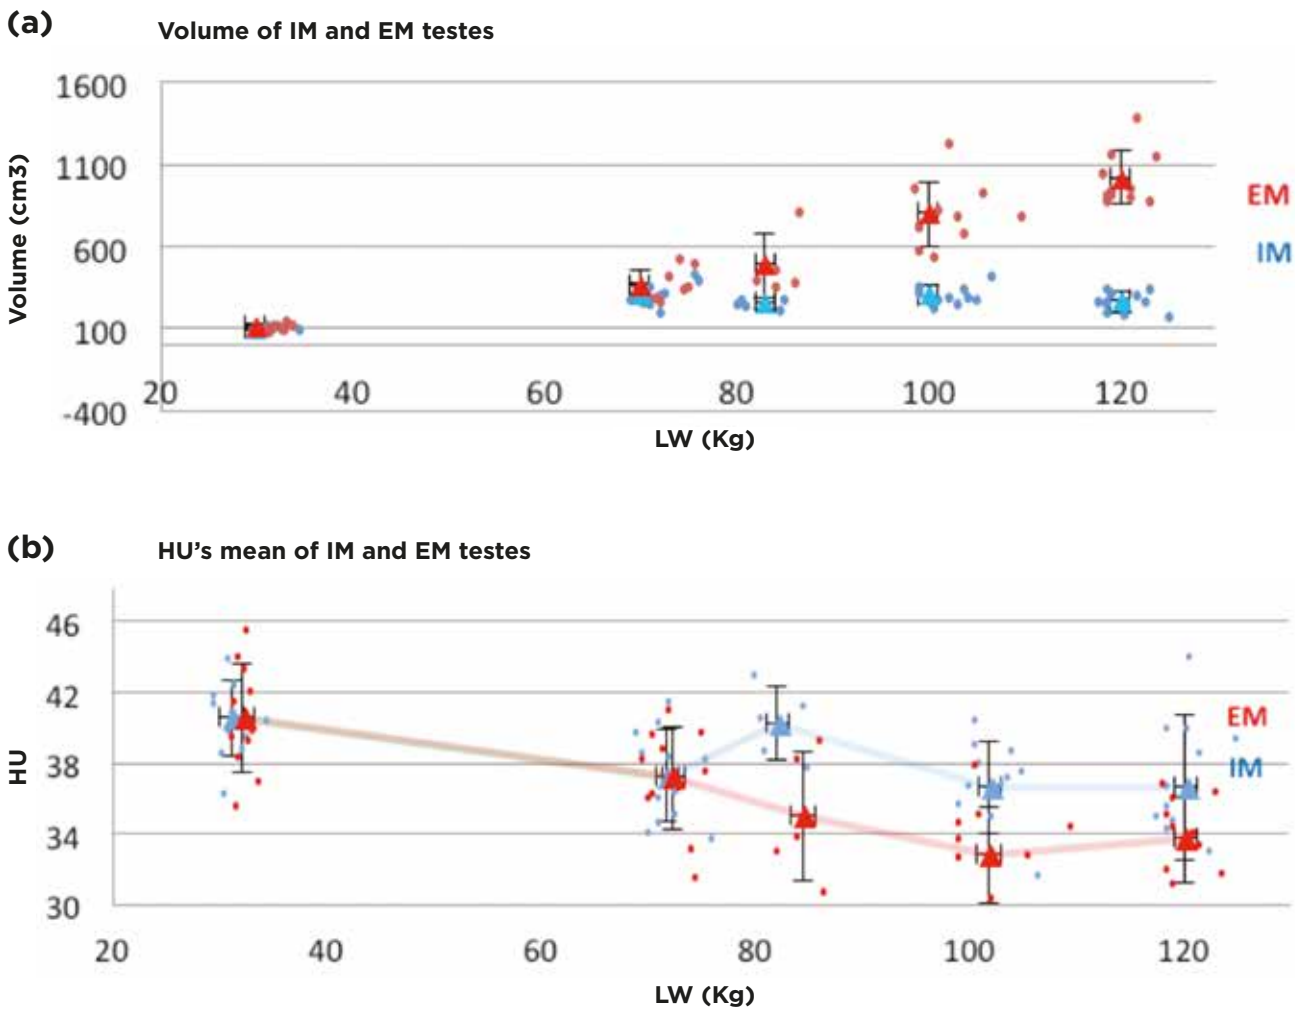 (a) Volume of IM and EM testes
1600
1100
600
100
-400
Volume (cm3)
20 40 60 80 100 120
LW (Kg)
EM
IM
(b) HU’s mean of IM and EM testes
46
42
38
34
30
HU
20 40 60 80 100 120
LW (Kg)
EM
IM